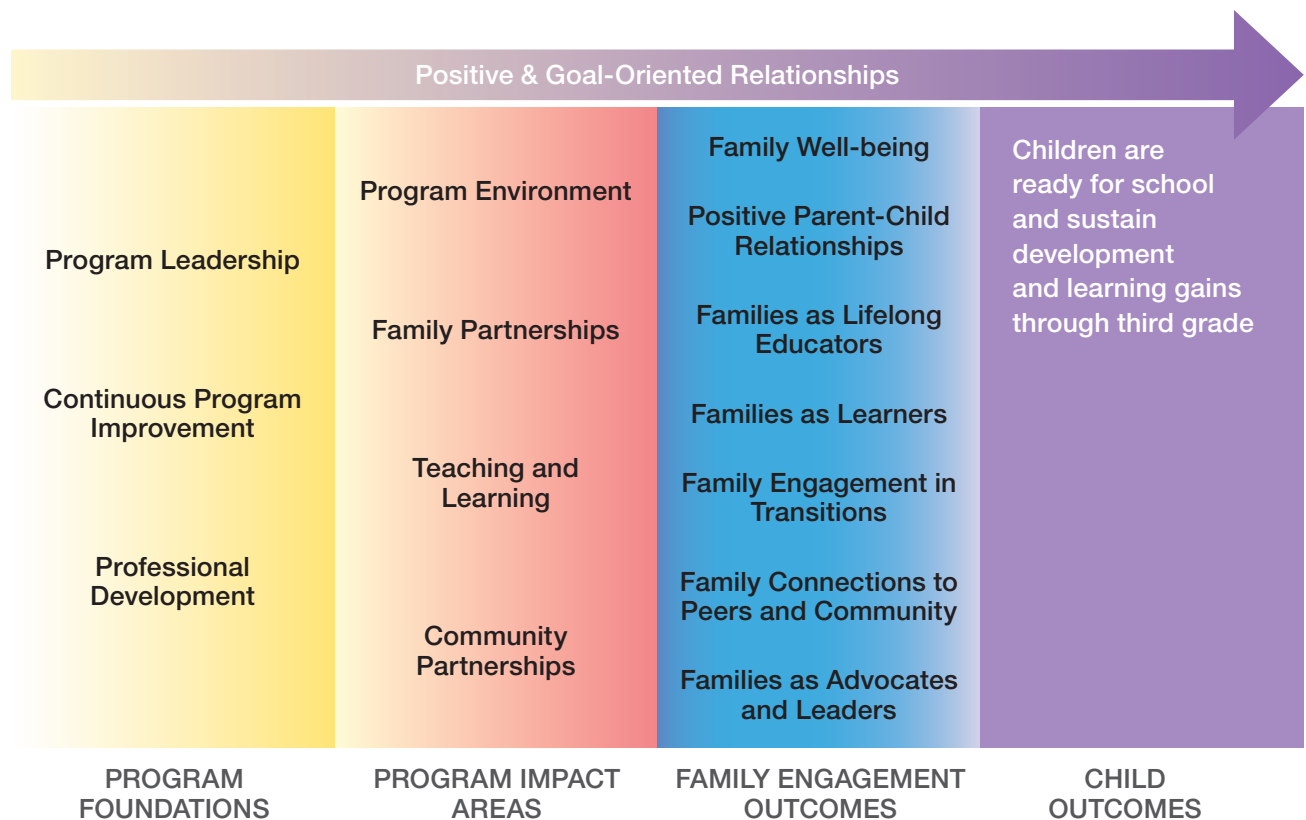 Positive & Goal-Oriented Relationships
Program Leadership
Continuous Program
Improvement
Professional
Development
PROGRAM
FOUNDATIONS
Program Environment
Family Partnerships
Teaching and
Learning
Community
Partnerships
PROGRAM IMPACT
AREAS
Family Well-being
Positive Parent-Child
Relationships
Families as Lifelong
Educators
Families as Learners
Family Engagement in
Transitions
Family Connections to
Peers and Community
Families as Advocates
and Leaders
FAMILY ENGAGEMENT
OUTCOMES
Children are
ready for school
and sustain
development
and learning gains
through third grade
CHILD
OUTCOMES